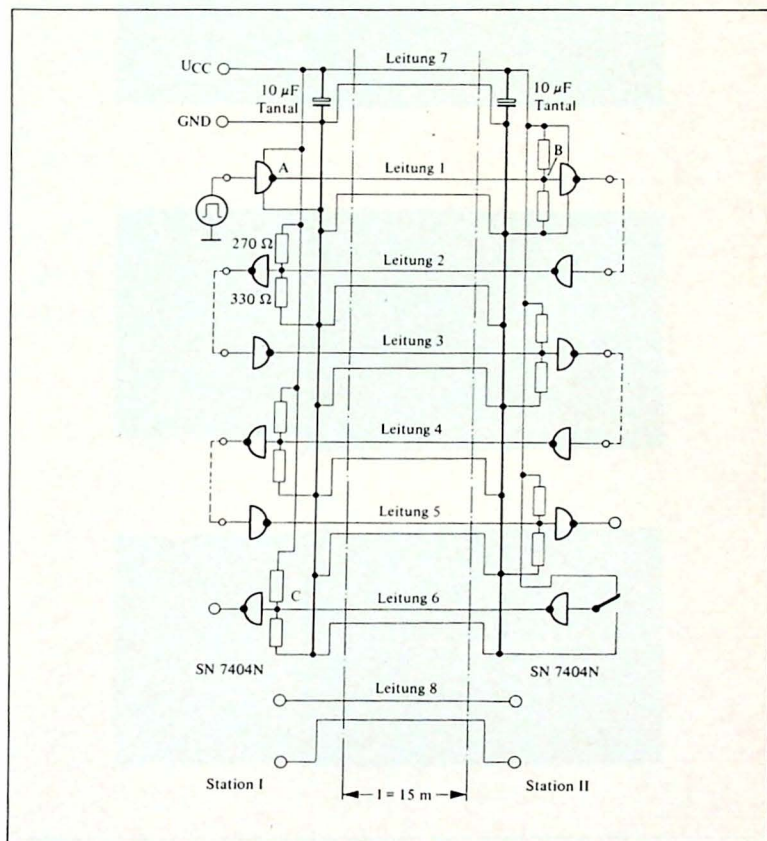 UCC
Leitung 7
10 μF
Tantal
10 μF
Tantal
GND
A
Leitung 1
B
270 Ω
Leitung 2
330 Ω
Leitung 3
Leitung 4
Leitung 5
C
Leitung 6
SN 7404N
SN 7404N
Leitung 8
Station I
l = 15 m
Station II